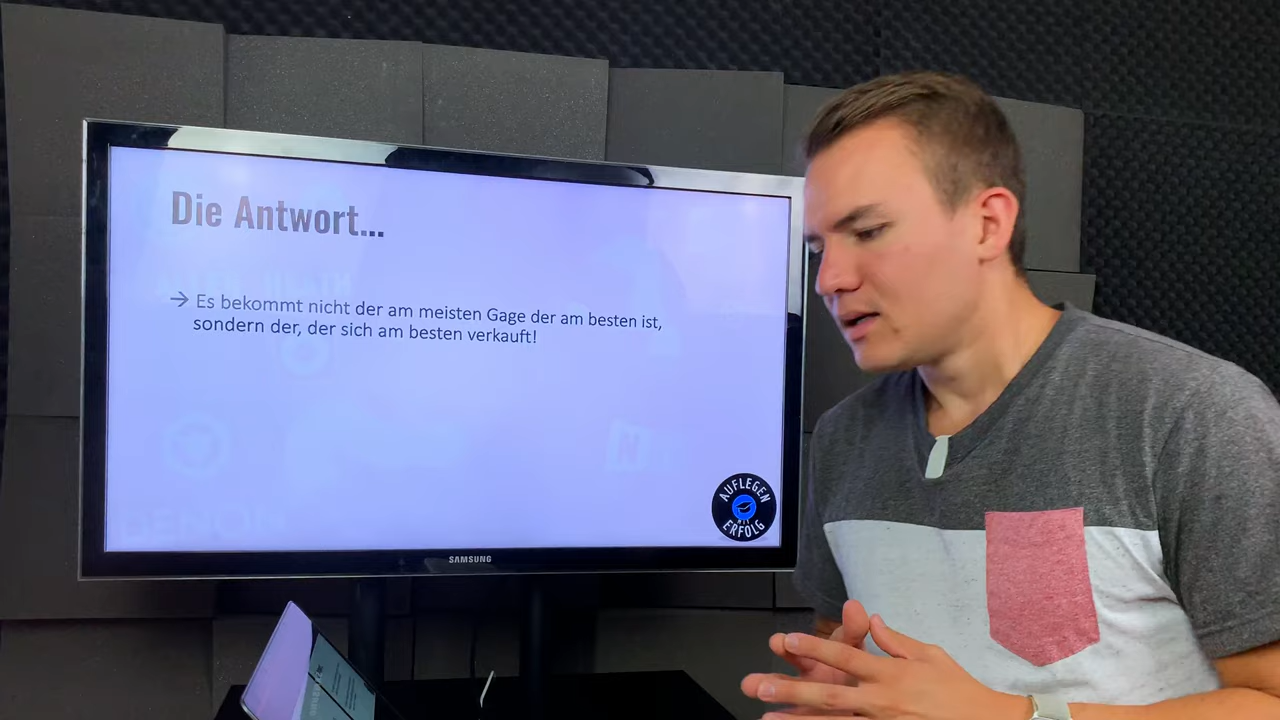 Die Antwort...
→ Es bekommt nicht der am meisten Gage der am besten ist,
sondern der, der sich am besten verkauft!
AUFLEGEN
MIT
ERFOLG
SAMSUNG